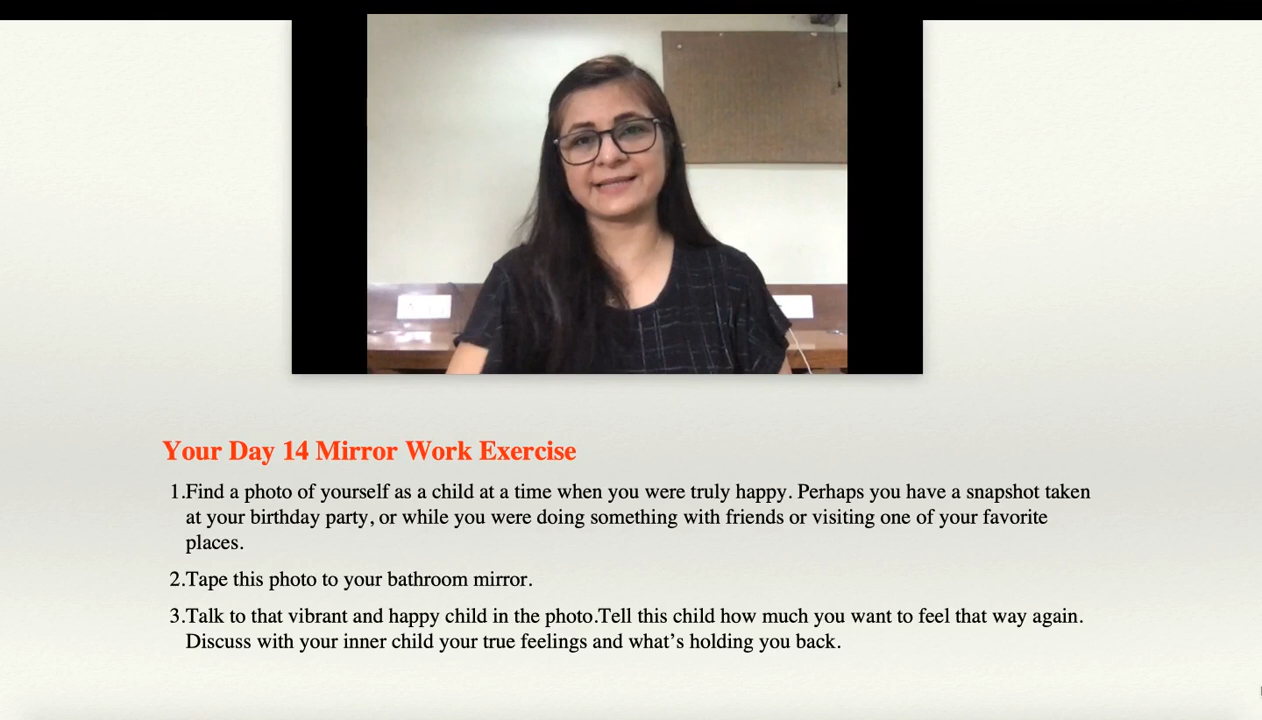 Your Day 14 Mirror Work Exercise
1.Find a photo of yourself as a child at a time when you were truly happy. Perhaps you have a snapshot taken
at your birthday party, or while you were doing something with friends or visiting one of your favorite
places.
2.Tape this photo to your bathroom mirror.
3.Talk to that vibrant and happy child in the photo.Tell this child how much you want to feel that way again.
Discuss with your inner child your true feelings and what’s holding you back.